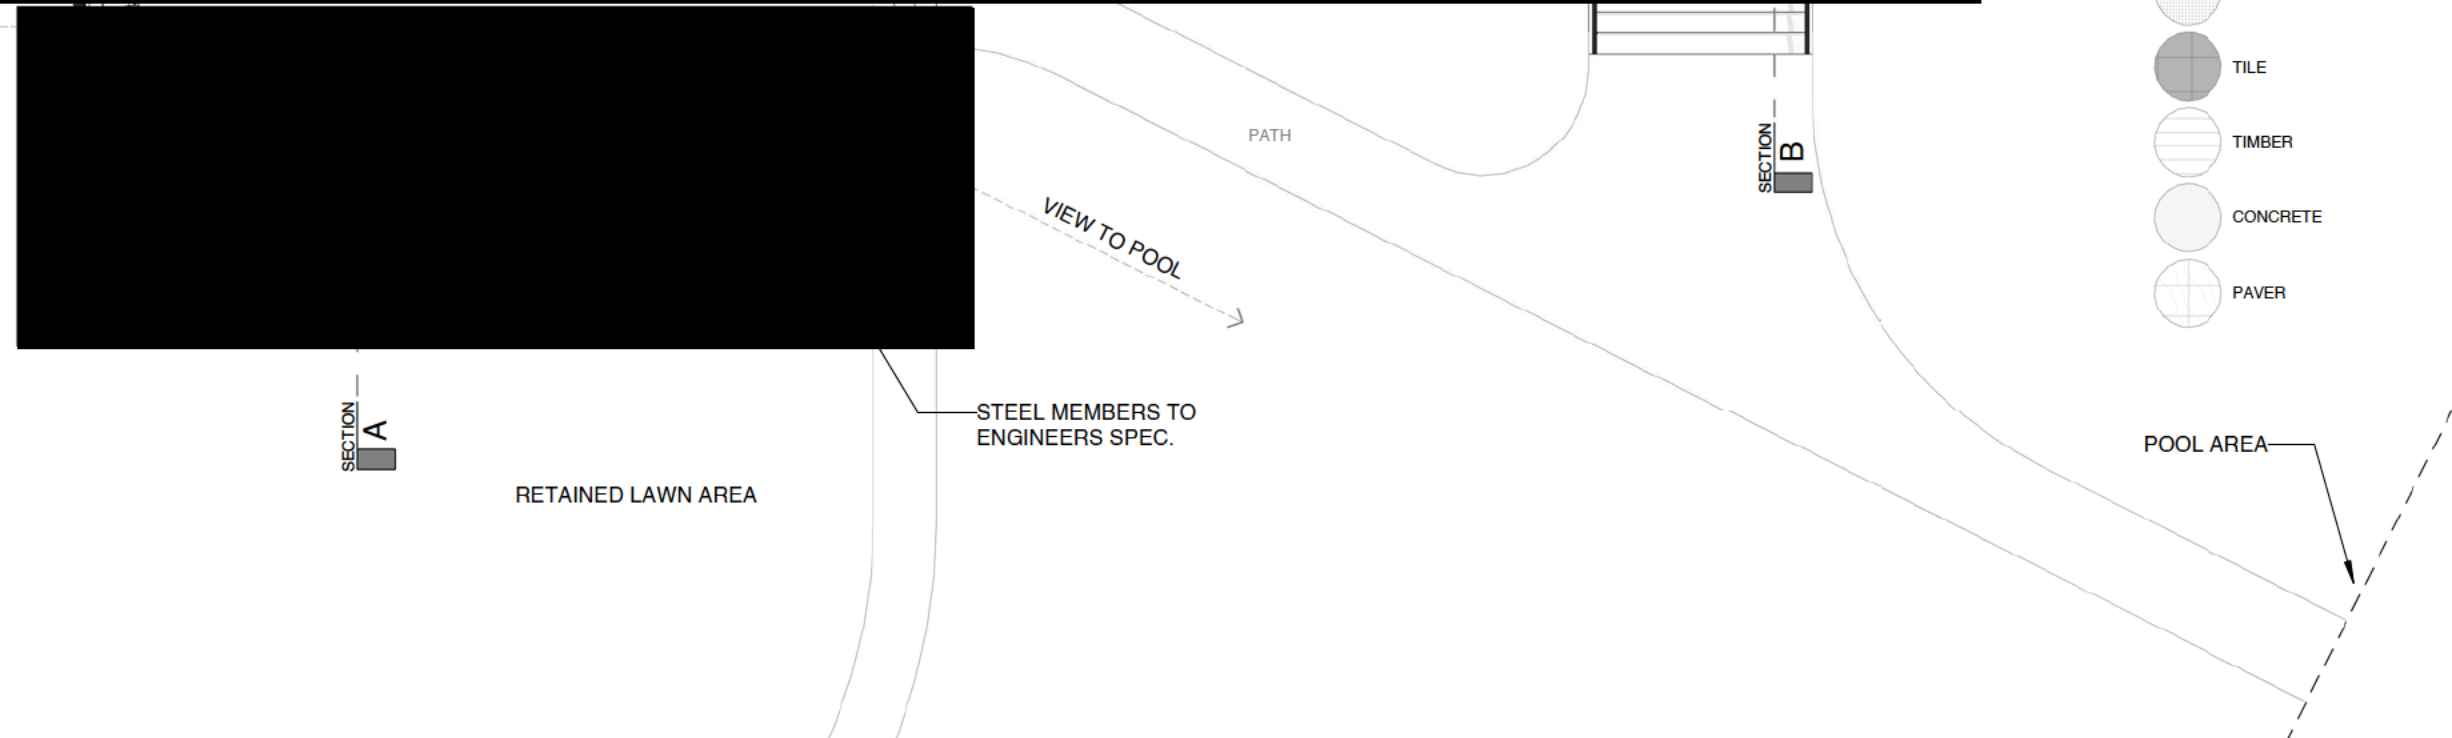 TILE
PATH
SECTION
B
TIMBER
VIEW TO POOL
CONCRETE
PAVER
STEEL MEMBERS TO
ENGINEERS SPEC.
SECTION
A
POOL AREA
RETAINED LAWN AREA